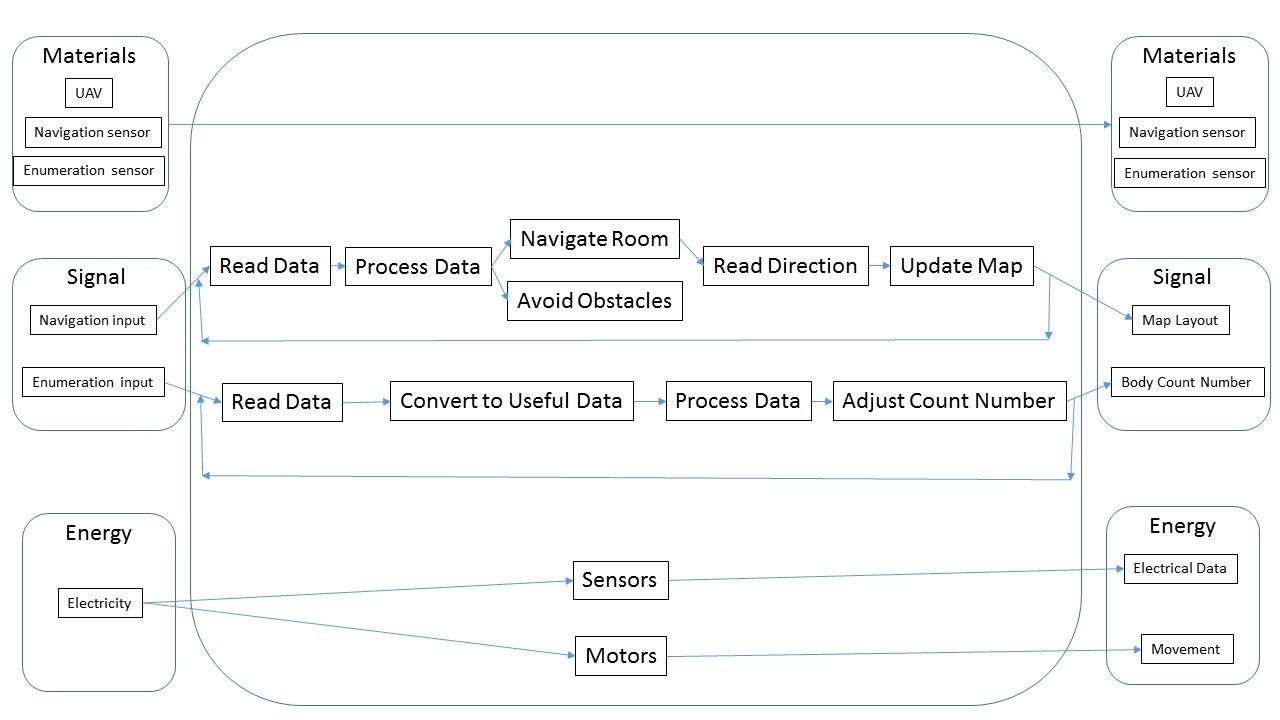 Materials
UAV
Navigation sensor
Enumeration sensor
Materials
UAV
Navigation sensor
Enumeration sensor
Signal
Navigation input
Enumeration input
Read Data
Process Data
Navigate Room
Avoid Obstacles
Read Direction
Update Map
Read Data
Convert to Useful Data
Process Data
Adjust Count Number
Signal
Map Layout
Body Count Number
Energy
Electricity
Sensors
Motors
Energy
Electrical Data
Movement